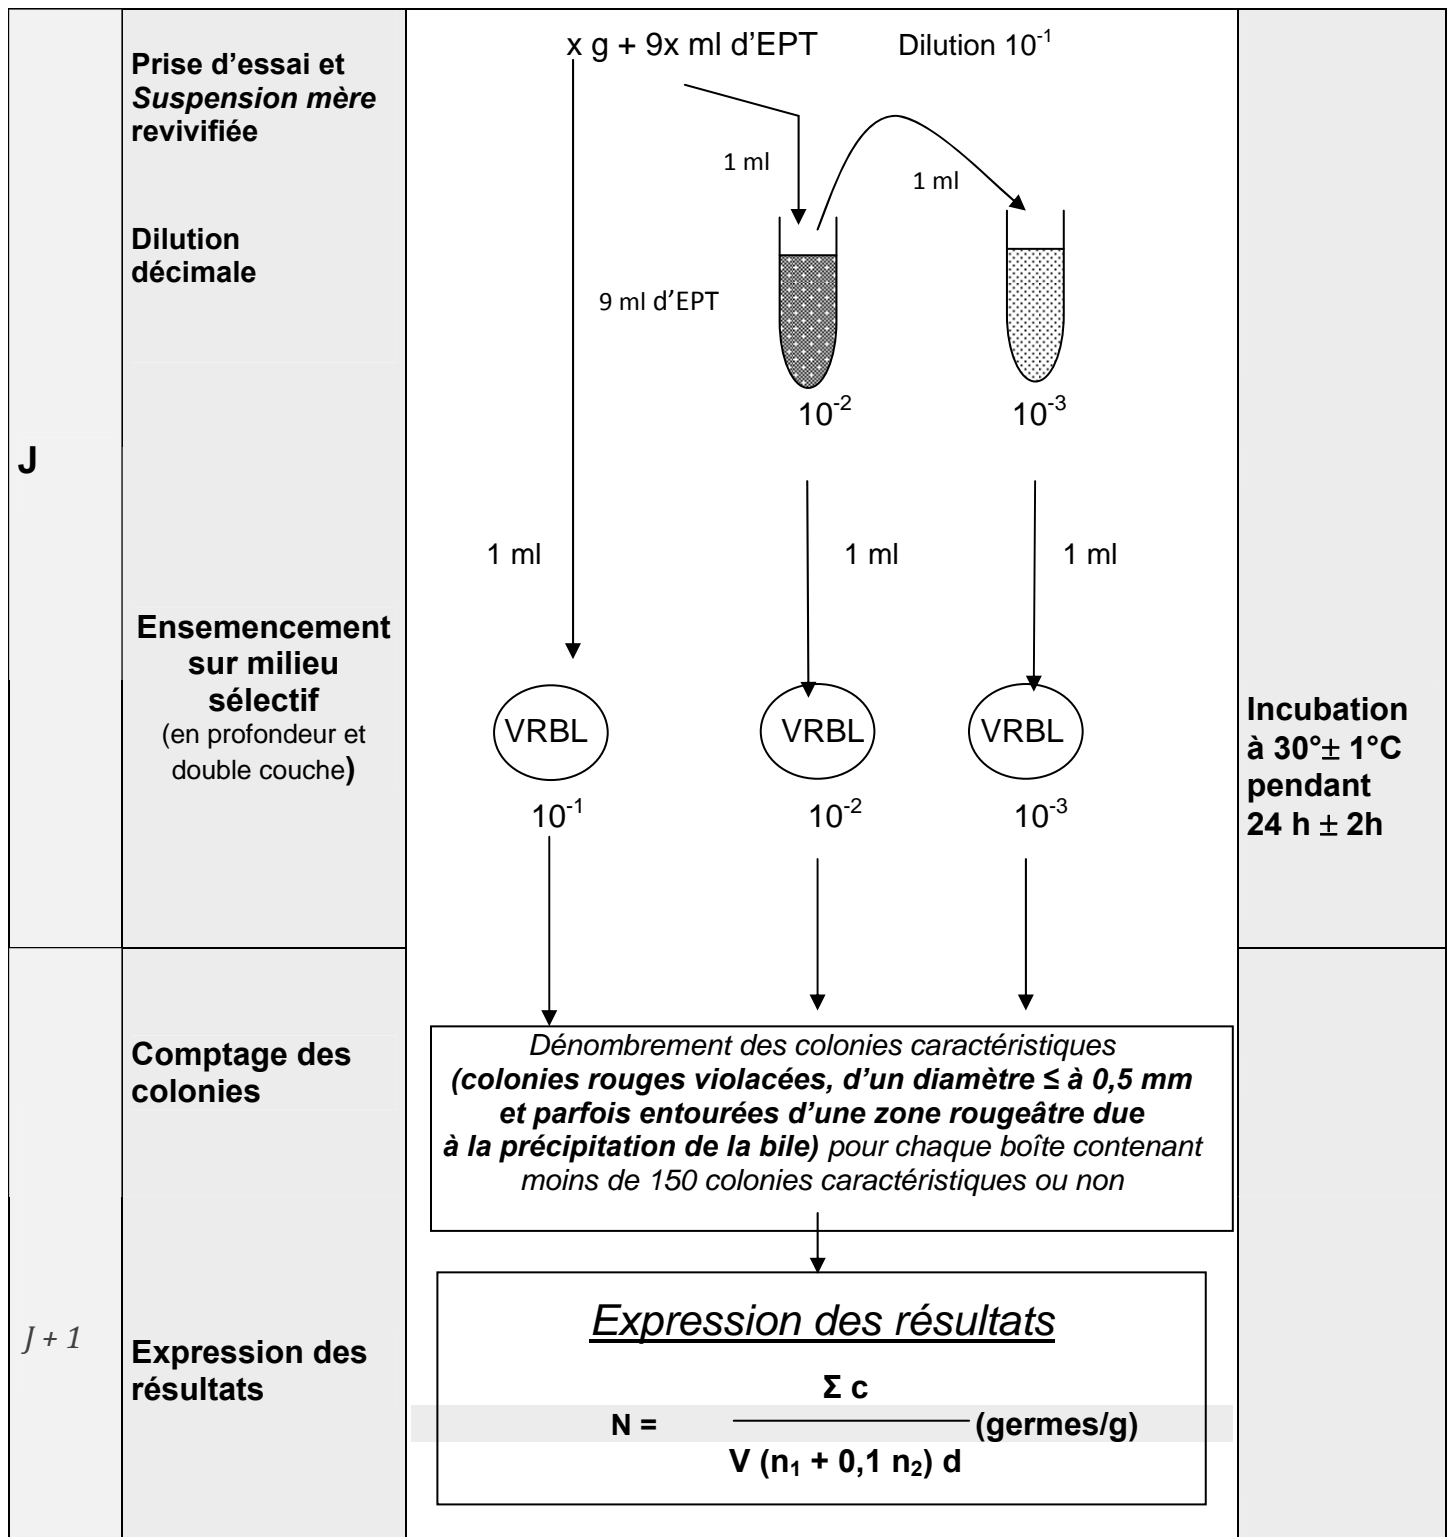 x g + 9x ml d’EPT Dilution 10⁻¹
Prise d’essai et
Suspension mère
revivifiée
1 ml
1 ml
Dilution
décimale
9 ml d’EPT
10⁻² 10⁻³
J
1 ml 1 ml 1 ml
Ensemencement
sur milieu
sélectif
(en profondeur et
double couche)
VRBL VRBL VRBL
10⁻¹ 10⁻² 10⁻³
Incubation
à 30°± 1°C
pendant
24 h ± 2h
Comptage des
colonies
Dénombrement des colonies caractéristiques
(colonies rouges violacées, d’un diamètre ≤ à 0,5 mm
et parfois entourées d’une zone rougeâtre due
à la précipitation de la bile) pour chaque boîte contenant
moins de 150 colonies caractéristiques ou non
J + 1
Expression des
résultats
Expression des résultats
Σ c
N = (germes/g)
V (n₁ + 0,1 n₂) d